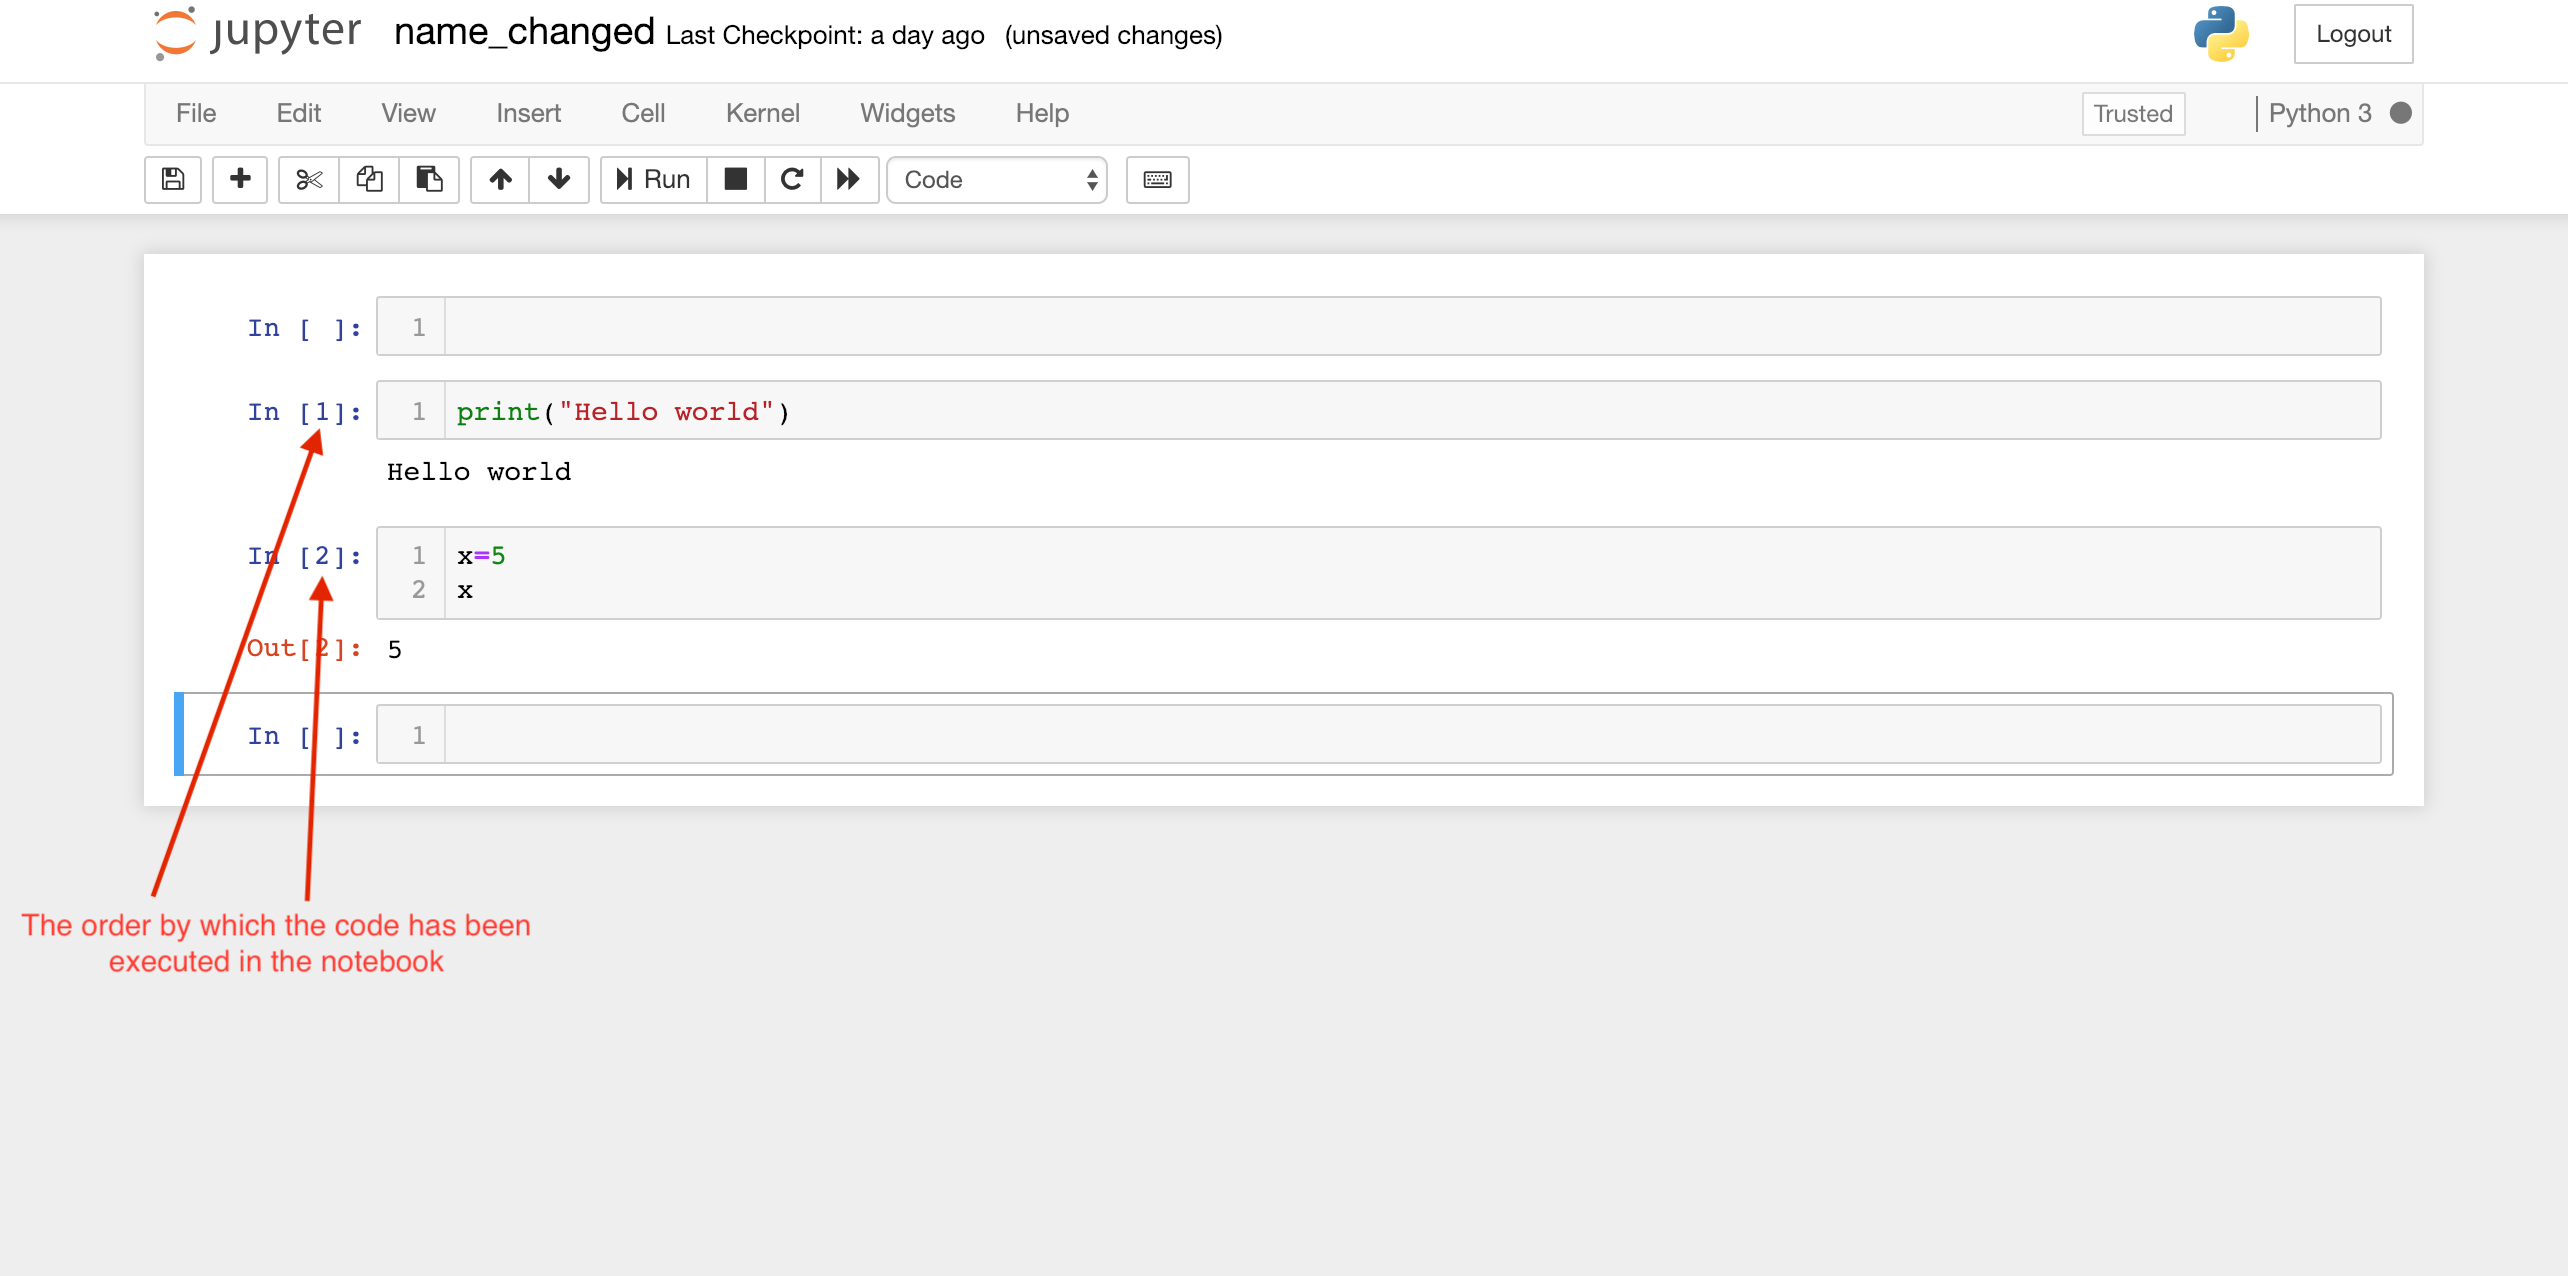 jupyter name_changed Last Checkpoint: a day ago (unsaved changes) Logout
File Edit View Insert Cell Kernel Widgets Help Trusted Python 3
Run Code
In [ ]: 1
In [1]: 1 print("Hello world")
Hello world
In [2]: 1 x=5
2 x
Out[2]: 5
In [ ]: 1
The order by which the code has been
executed in the notebook